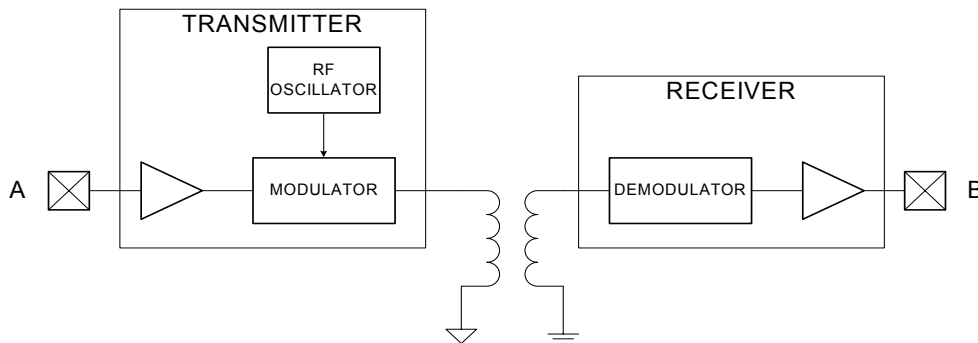 TRANSMITTER
RF
OSCILLATOR
RECEIVER
A
MODULATOR
DEMODULATOR
B